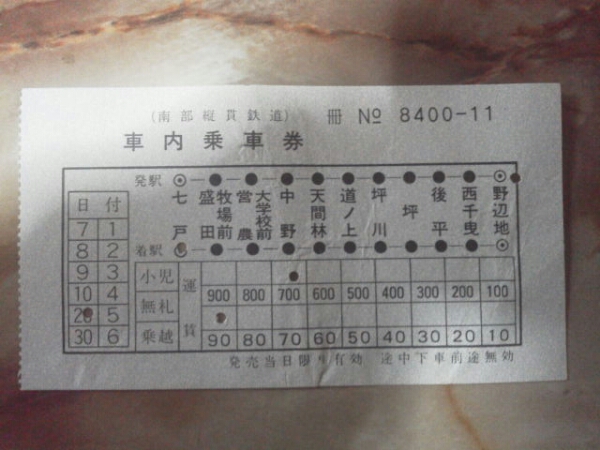 (南部縦貫鉄道) 冊 № 8400-11
車内乗車券
発駅
七戸 盛田牧場前 営農大学校前 中野 天間林 道ノ上 坪川 坪 後平 西千曳 野辺地
着駅
日付
7 1
8 2
9 3
10 4
20 5
30 6
小児 運賃
無札 900 800 700 600 500 400 300 200 100
乗越 90 80 70 60 50 40 30 20 10
発売当日限り有効 途中下車前途無効